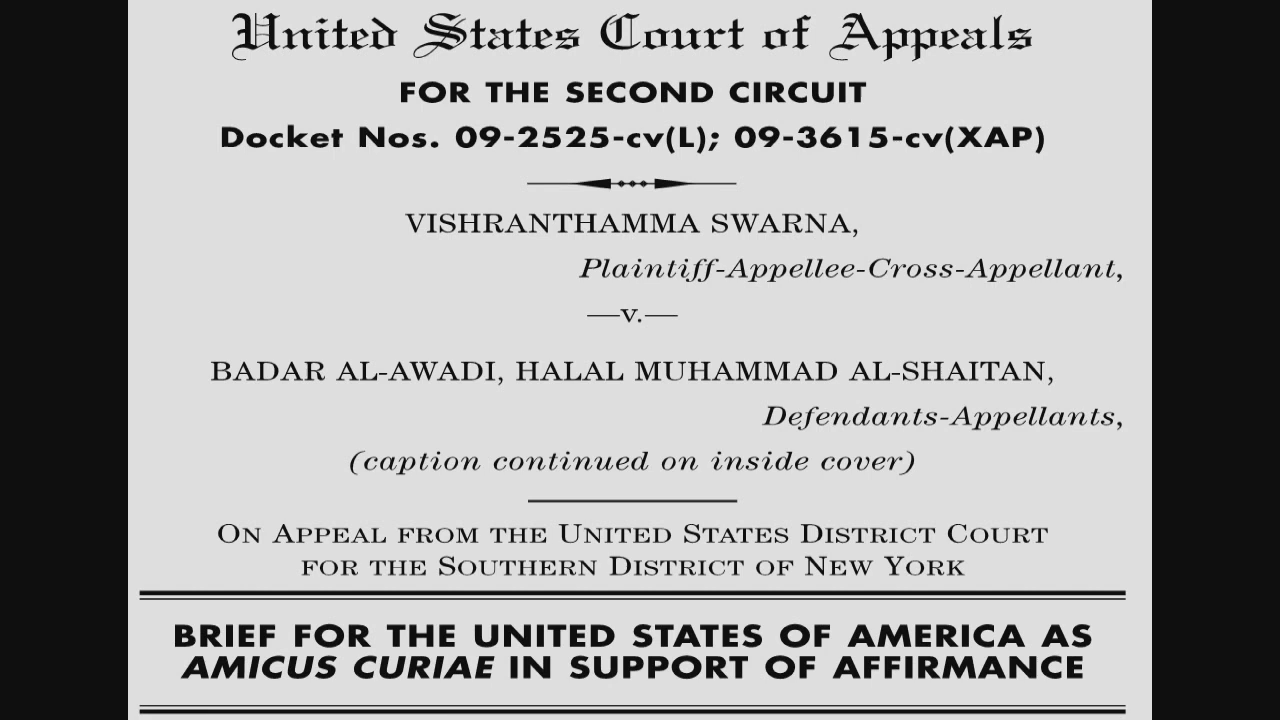 United States Court of Appeals
FOR THE SECOND CIRCUIT
Docket Nos. 09-2525-cv(L); 09-3615-cv(XAP)
VISHRANTHAMMA SWARNA,
Plaintiff-Appellee-Cross-Appellant,
—v.—
BADAR AL-AWADI, HALAL MUHAMMAD AL-SHAITAN,
Defendants-Appellants,
(caption continued on inside cover)
ON APPEAL FROM THE UNITED STATES DISTRICT COURT
FOR THE SOUTHERN DISTRICT OF NEW YORK
BRIEF FOR THE UNITED STATES OF AMERICA AS
AMICUS CURIAE IN SUPPORT OF AFFIRMANCE